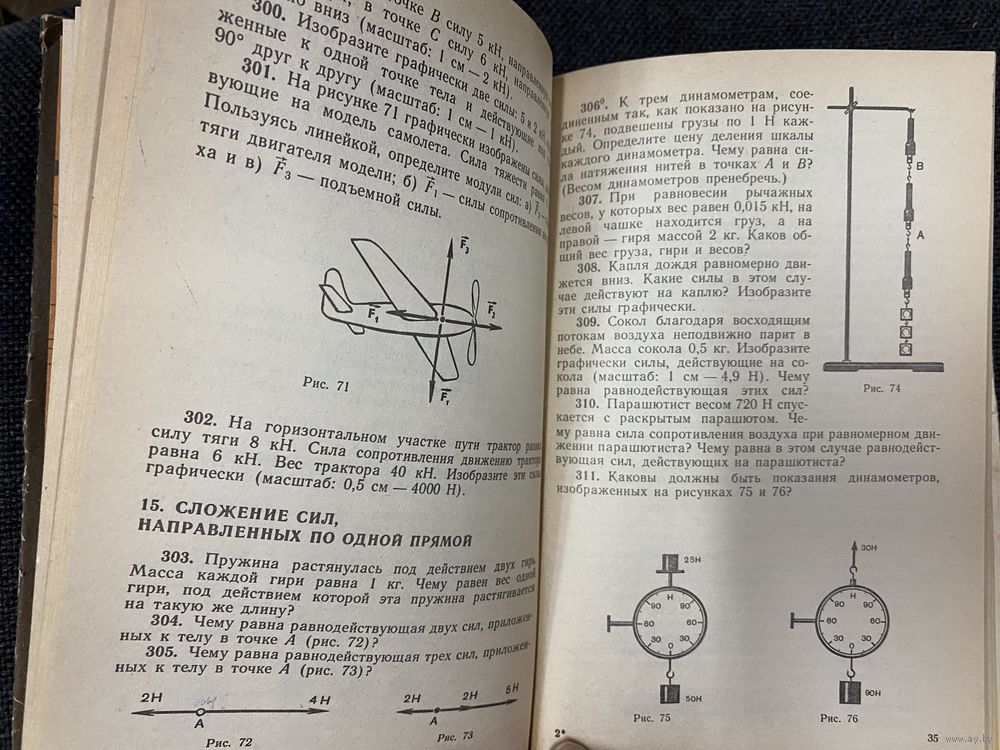 точке B силу 5 кН,
в точке C силу 6 кН, направленную
вниз (масштаб: 1 см — 2 кН).
300. Изобразите графически две силы: 5 и 2 кН,
женные к одной точке тела и действующие под
90° друг к другу (масштаб: 1 см — 1 кН).
301. На рисунке 71 графически изображены силы,
вующие на модель самолета. Сила тяжести равна
Пользуясь линейкой, определите модули сил: а) F₂ —
тяги двигателя модели; б) F₁ — силы сопротивления
ха и в) F₃ — подъемной силы.
F₃
F₁
F₂
Fт
Рис. 71
302. На горизонтальном участке пути трактор
силу тяги 8 кН. Сила сопротивления движению трактора
равна 6 кН. Вес трактора 40 кН. Изобразите эти силы
графически (масштаб: 0,5 см — 4000 Н).
15. СЛОЖЕНИЕ СИЛ,
НАПРАВЛЕННЫХ ПО ОДНОЙ ПРЯМОЙ
303. Пружина растянулась под действием двух гирь.
Масса каждой гири равна 1 кг. Чему равен вес одной
гири, под действием которой эта пружина растягивается
на такую же длину?
304. Чему равна равнодействующая двух сил, приложен-
ных к телу в точке А (рис. 72)?
305. Чему равна равнодействующая трех сил, приложен-
ных к телу в точке А (рис. 73)?
2Н
4Н
А
Рис. 72
2Н
2Н
5Н
А
Рис. 73
306⁰. К трем динамометрам, сое-
диненным так, как показано на рисун-
ке 74, подвешены грузы по 1 Н каж-
дый. Определите цену деления шкалы
каждого динамометра. Чему равна си-
ла натяжения нитей в точках А и В?
(Весом динамометров пренебречь.)
307. При равновесии рычажных
весов, у которых вес равен 0,015 кН, на
левой чашке находится груз, а на
правой — гиря массой 2 кг. Каков об-
щий вес груза, гири и весов?
308. Капля дождя равномерно дви-
жется вниз. Какие силы в этом слу-
чае действуют на каплю? Изобразите
эти силы графически.
309. Сокол благодаря восходящим
потокам воздуха неподвижно парит в
небе. Масса сокола 0,5 кг. Изобразите
графически силы, действующие на со-
кола (масштаб: 1 см — 4,9 Н). Чему
равна равнодействующая этих сил?
310. Парашютист весом 720 Н спус-
кается с раскрытым парашютом. Че-
му равна сила сопротивления воздуха при равномерном дви-
жении парашютиста? Чему равна в этом случае равнодейст-
вующая сил, действующих на парашютиста?
311. Каковы должны быть показания динамометров,
изображенных на рисунках 75 и 76?
В
А
Рис. 74
25Н
Н
90 90
60 60
30 30
0
50Н
Рис. 75
30Н
Н
90 90
60 60
30 30
0
90Н
Рис. 76
2*
35
www.ay.by